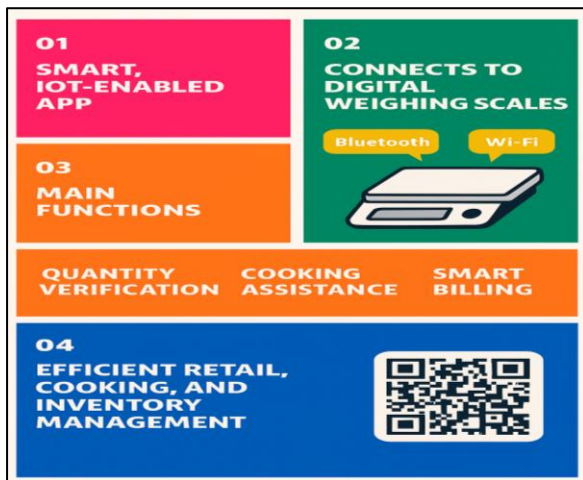 01
SMART,
IOT-ENABLED
APP
02
CONNECTS TO
DIGITAL
WEIGHING SCALES
Bluetooth
Wi-Fi
03
MAIN
FUNCTIONS
QUANTITY
VERIFICATION
COOKING
ASSISTANCE
SMART
BILLING
04
EFFICIENT RETAIL,
COOKING, AND
INVENTORY
MANAGEMENT